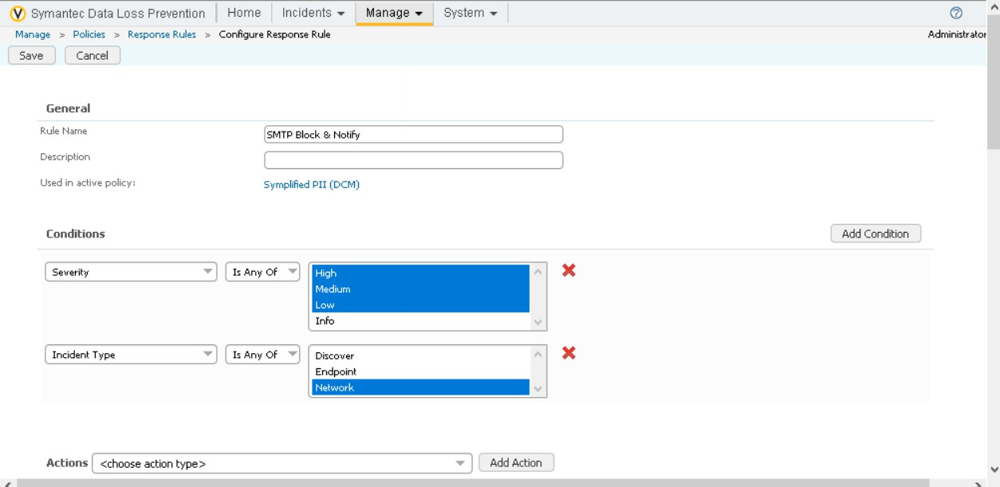 Symantec Data Loss Prevention Home Incidents Manage System
Manage > Policies > Response Rules > Configure Response Rule Administrator
Save Cancel
General
Rule Name SMTP Block & Notify
Description
Used in active policy: Symplified PII (DCM)
Conditions Add Condition
Severity Is Any Of High
Medium
Low
Info
Incident Type Is Any Of Discover
Endpoint
Network
Actions <choose action type> Add Action